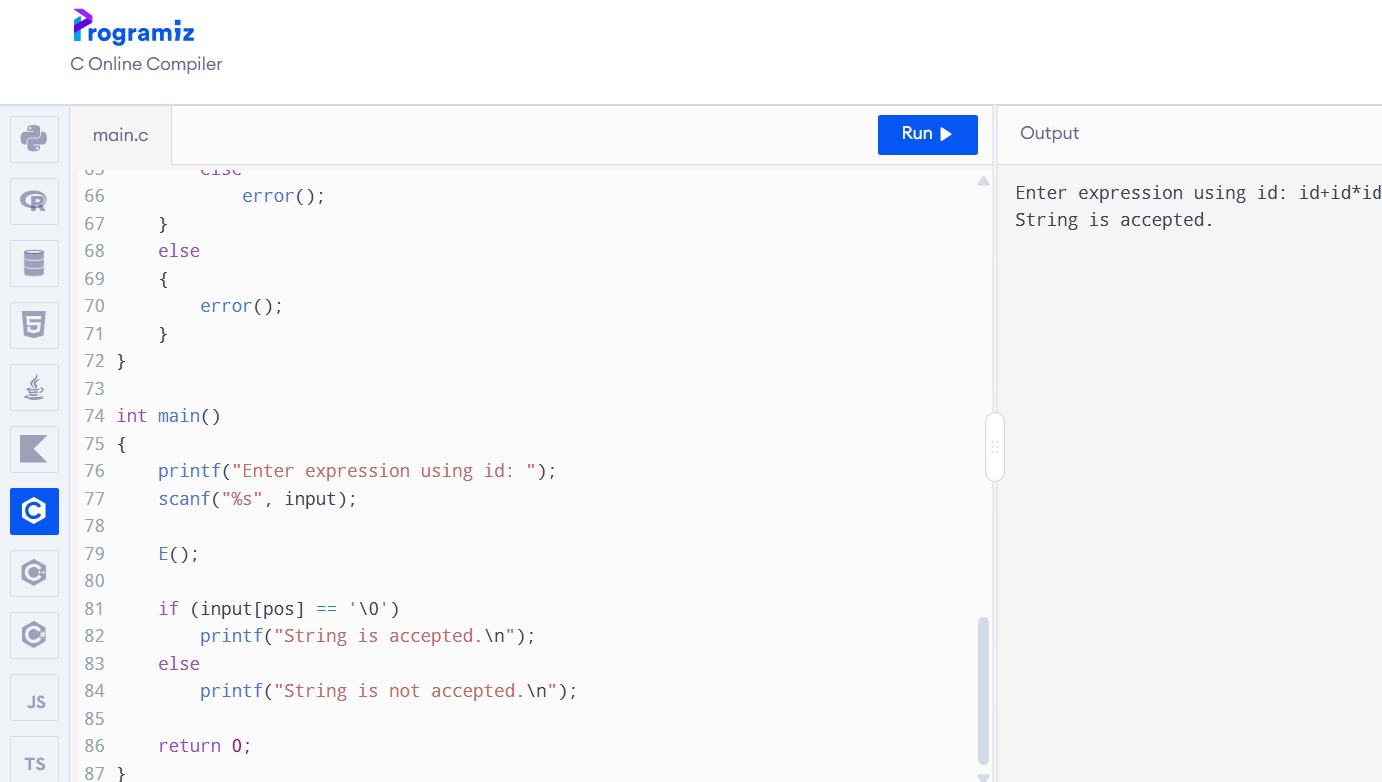 Programiz
C Online Compiler
main.c
Run
Output
65 else
66 error();
67 }
68 else
69 {
70 error();
71 }
72 }
73
74 int main()
75 {
76 printf("Enter expression using id: ");
77 scanf("%s", input);
78
79 E();
80
81 if (input[pos] == '\0')
82 printf("String is accepted.\n");
83 else
84 printf("String is not accepted.\n");
85
86 return 0;
87 }
Enter expression using id: id+id*id
String is accepted.
R
5
C
C
C
JS
TS